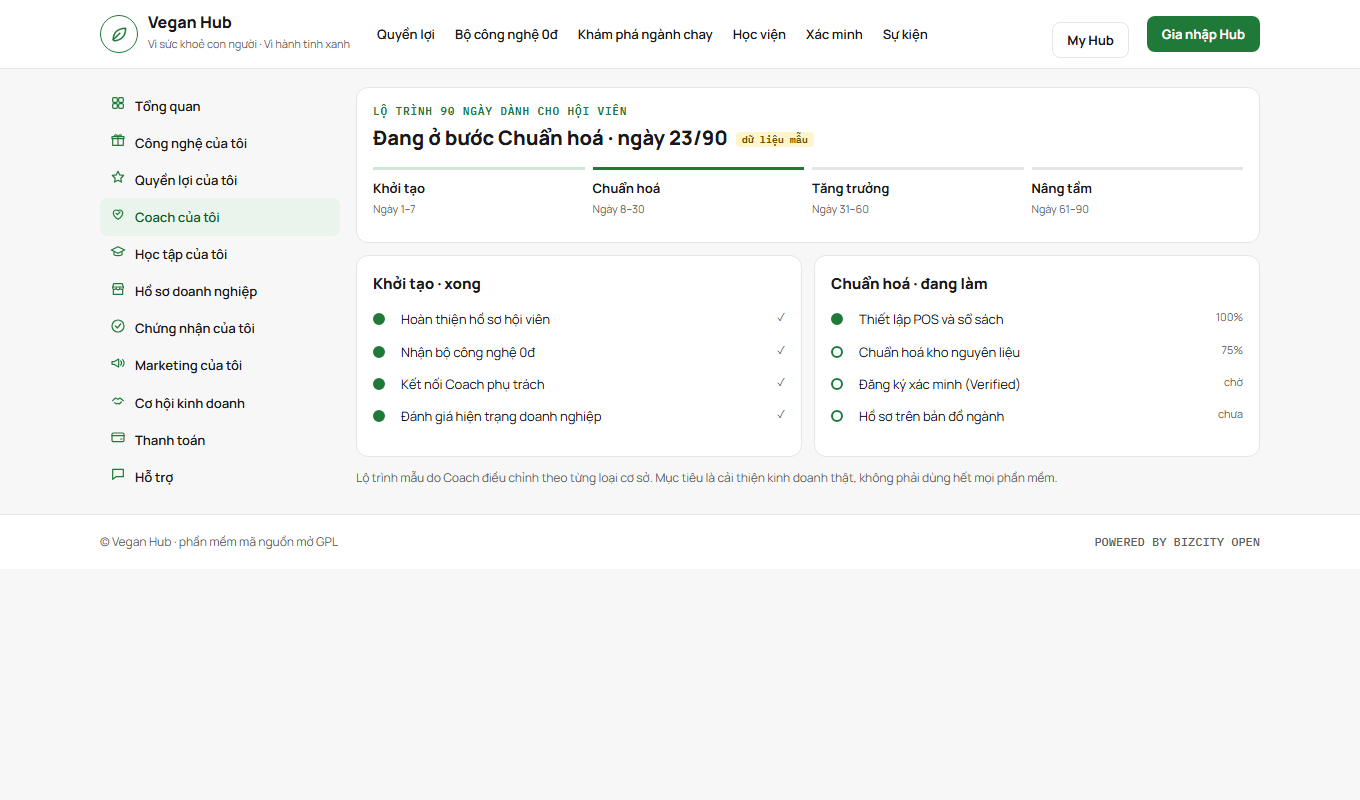 Vegan Hub
Vì sức khoẻ con người · Vì hành tinh xanh
Quyền lợi
Bộ công nghệ 0đ
Khám phá ngành chay
Học viện
Xác minh
Sự kiện
My Hub
Gia nhập Hub
Tổng quan
Công nghệ của tôi
Quyền lợi của tôi
Coach của tôi
Học tập của tôi
Hồ sơ doanh nghiệp
Chứng nhận của tôi
Marketing của tôi
Cơ hội kinh doanh
Thanh toán
Hỗ trợ
LỘ TRÌNH 90 NGÀY DÀNH CHO HỘI VIÊN
Đang ở bước Chuẩn hoá · ngày 23/90 dữ liệu mẫu
Khởi tạo
Ngày 1–7
Chuẩn hoá
Ngày 8–30
Tăng trưởng
Ngày 31–60
Nâng tầm
Ngày 61–90
Khởi tạo · xong
Hoàn thiện hồ sơ hội viên ✓
Nhận bộ công nghệ 0đ ✓
Kết nối Coach phụ trách ✓
Đánh giá hiện trạng doanh nghiệp ✓
Chuẩn hoá · đang làm
Thiết lập POS và sổ sách 100%
Chuẩn hoá kho nguyên liệu 75%
Đăng ký xác minh (Verified) chờ
Hồ sơ trên bản đồ ngành chưa
Lộ trình mẫu do Coach điều chỉnh theo từng loại cơ sở. Mục tiêu là cải thiện kinh doanh thật, không phải dùng hết mọi phần mềm.
© Vegan Hub · phần mềm mã nguồn mở GPL
POWERED BY BIZCITY OPEN